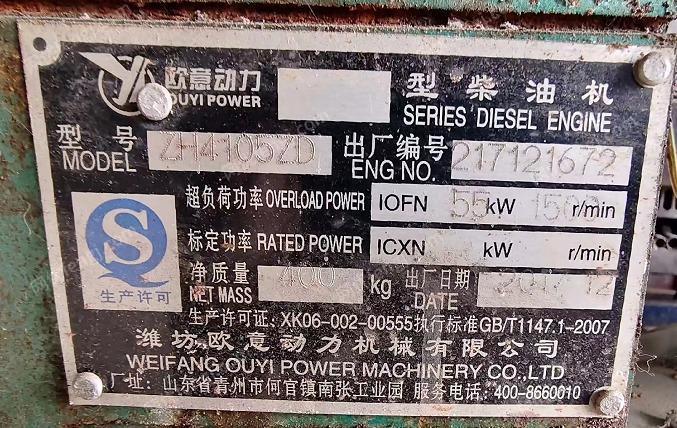 欧意动力
OUYI POWER
型柴油机
SERIES DIESEL ENGINE
型号 MODEL ZH4105ZD
出厂编号 ENG NO. 217121672
超负荷功率 OVERLOAD POWER IOFN 55 kW r/min
标定功率 RATED POWER ICXN kW r/min
净质量 NET MASS 400 kg
出厂日期 DATE
生产许可
生产许可证: XK06-002-00555 执行标准GB/T1147.1-2007
潍坊欧意动力机械有限公司
WEIFANG OUYI POWER MACHINERY CO.,LTD
厂址: 山东省青州市何官镇南张工业园 服务电话: 400-8660010